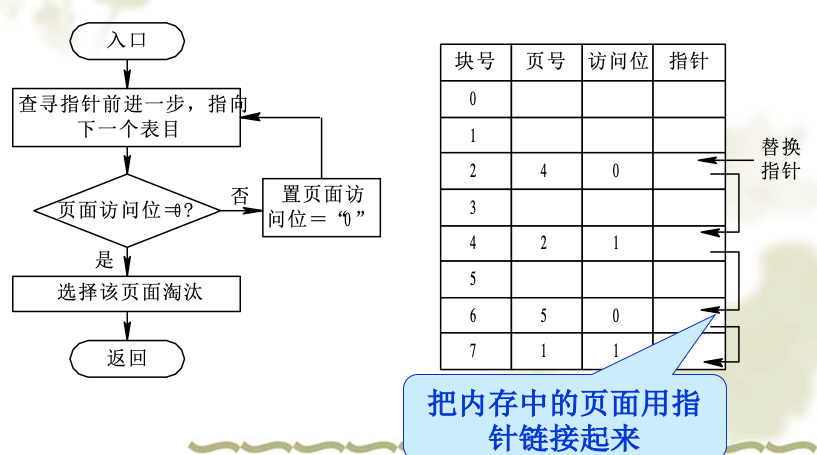 入口
查寻指针前进一步，指向
下一个表目
页面访问位＝0?
否
置页面访
问位＝“0”
是
选择该页面淘汰
返回
块号 页号 访问位 指针
0
1
2 4 0
3
4 2 1
5
6 5 0
7 1 1
替换
指针
把内存中的页面用指
针链接起来